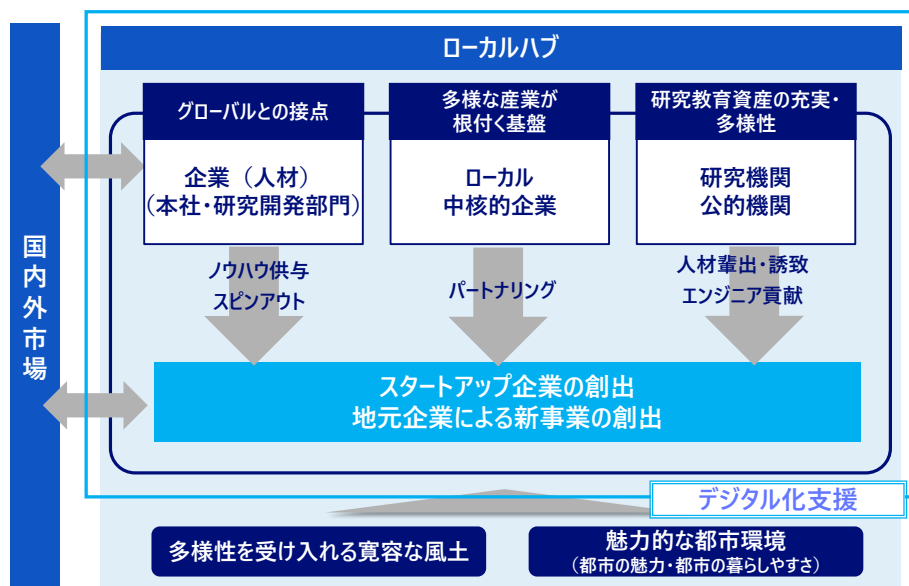 ローカルハブ
国内外市場
グローバルとの接点
企業（人材）
（本社・研究開発部門）
ノウハウ供与
スピンアウト
多様な産業が
根付く基盤
ローカル
中核的企業
パートナリング
研究教育資産の充実・
多様性
研究機関
公的機関
人材輩出・誘致
エンジニア貢献
スタートアップ企業の創出
地元企業による新事業の創出
デジタル化支援
多様性を受け入れる寛容な風土
魅力的な都市環境
（都市の魅力・都市の暮らしやすさ）